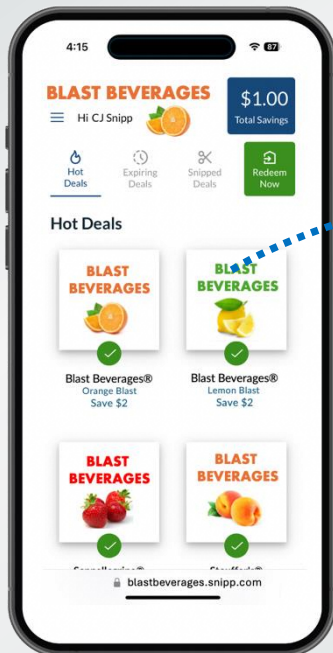 4:15
87
BLAST BEVERAGES
$1.00
Hi CJ Snipp
Total Savings
Hot
Deals
Expiring
Deals
Snipped
Deals
Redeem
Now
Hot Deals
BLAST
BEVERAGES
BLAST
BEVERAGES
Blast Beverages®
Orange Blast
Save $2
Blast Beverages®
Lemon Blast
Save $2
BLAST
BEVERAGES
BLAST
BEVERAGES
blastbeverages.snipp.com